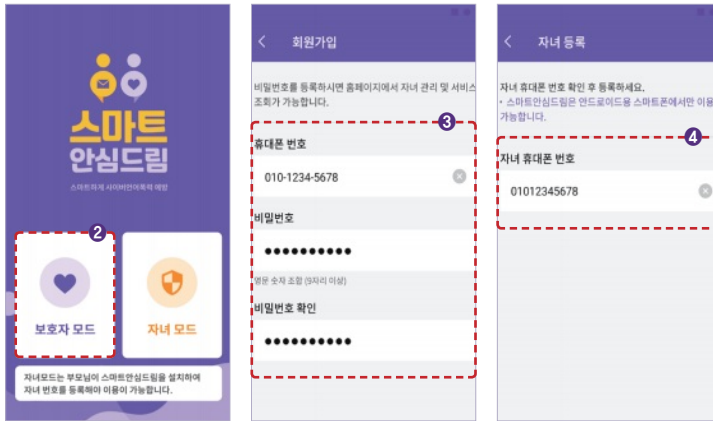 스마트
안심드림
스마트하게 사이버언어폭력 예방
2
보호자 모드
자녀 모드
자녀모드는 부모님이 스마트안심드림을 설치하여
자녀 번호를 등록해야 이용이 가능합니다.
회원가입
비밀번호를 등록하시면 홈페이지에서 자녀 관리 및 서비스
조회가 가능합니다.
3
휴대폰 번호
010-1234-5678
비밀번호
●●●●●●●●●●
영문 숫자 조합 (9자리 이상)
비밀번호 확인
●●●●●●●●●●
자녀 등록
자녀 휴대폰 번호 확인 후 등록하세요.
• 스마트안심드림은 안드로이드용 스마트폰에서만 이용
가능합니다.
4
자녀 휴대폰 번호
01012345678